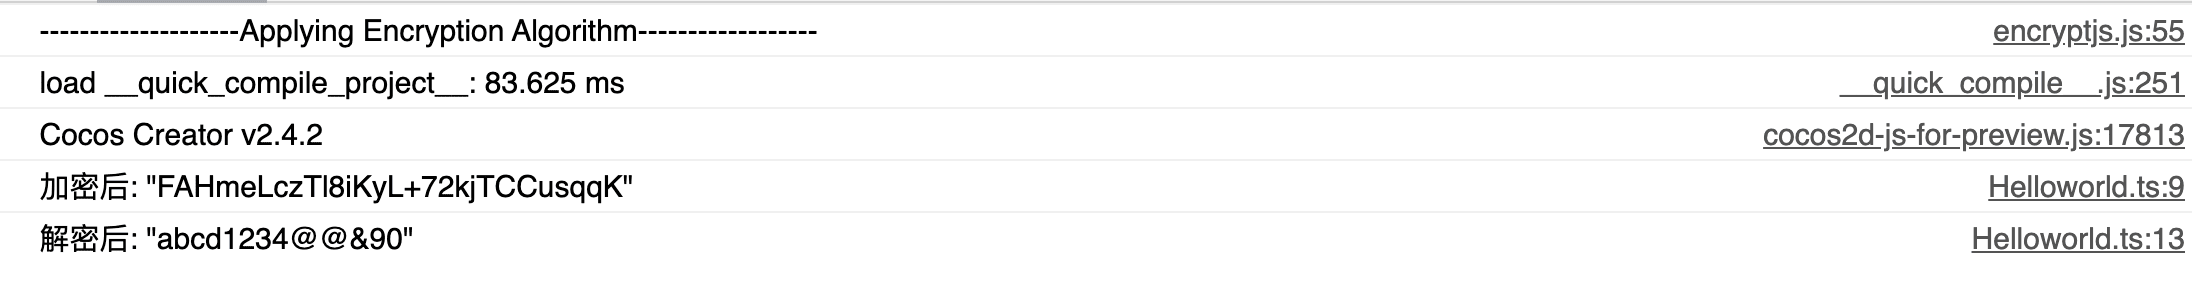 --------------------Applying Encryption Algorithm------------------ encryptjs.js:55
load __quick_compile_project__: 83.625 ms __quick_compile__.js:251
Cocos Creator v2.4.2 cocos2d-js-for-preview.js:17813
加密后: "FAHmeLczTl8iKyL+72kjTCCusqqK" Helloworld.ts:9
解密后: "abcd1234@@&90" Helloworld.ts:13